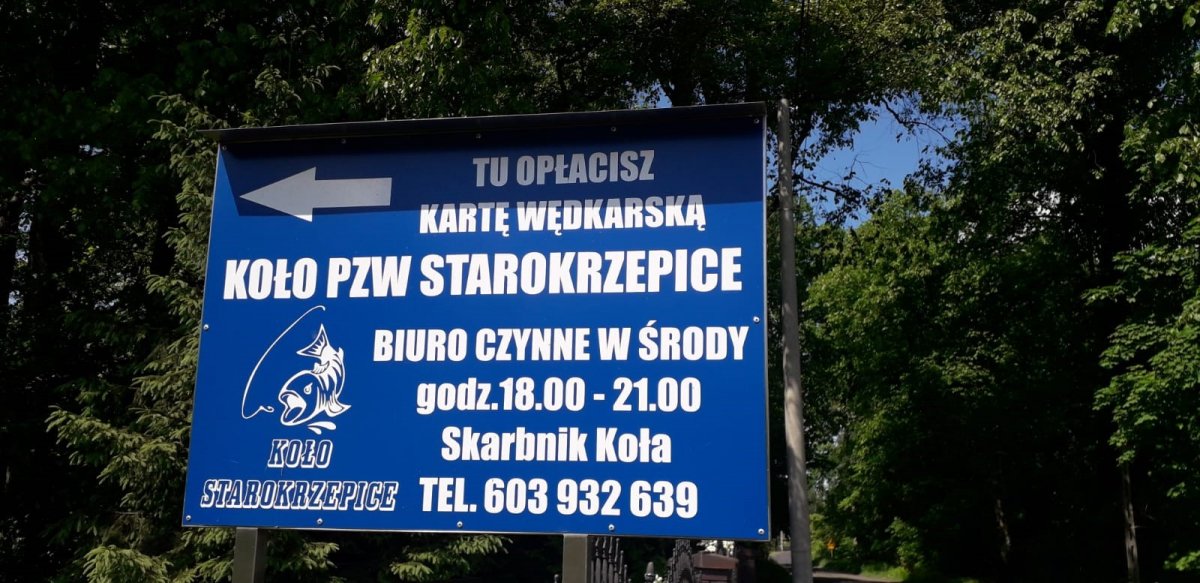 TU OPŁACISZ
KARTĘ WĘDKARSKĄ
KOŁO PZW STAROKRZEPICE
BIURO CZYNNE W ŚRODY
godz.18.00 - 21.00
Skarbnik Koła
TEL. 603 932 639
KOŁO
STAROKRZEPICE